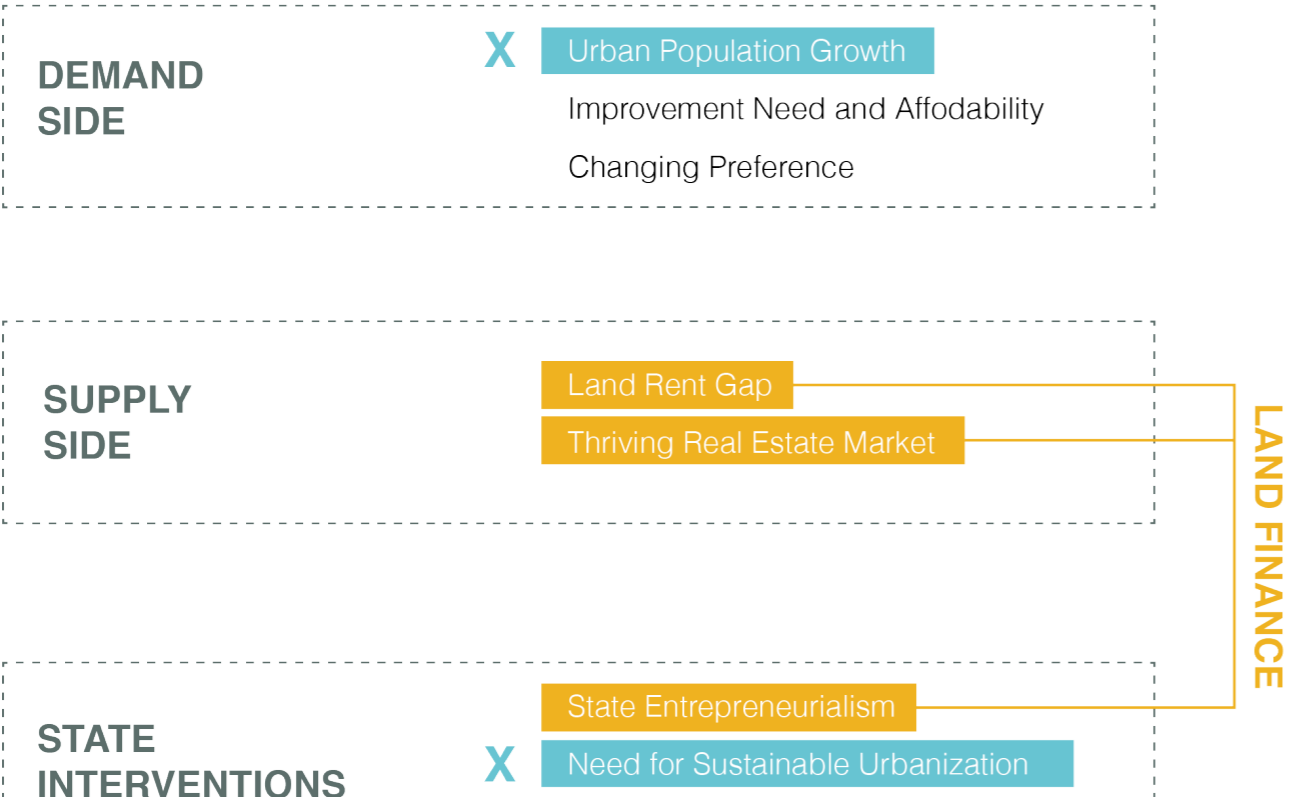 DEMAND
SIDE
X
Urban Population Growth
Improvement Need and Affodability
Changing Preference
SUPPLY
SIDE
Land Rent Gap
Thriving Real Estate Market
LAND FINANCE
STATE
INTERVENTIONS
State Entrepreneurialism
X
Need for Sustainable Urbanization